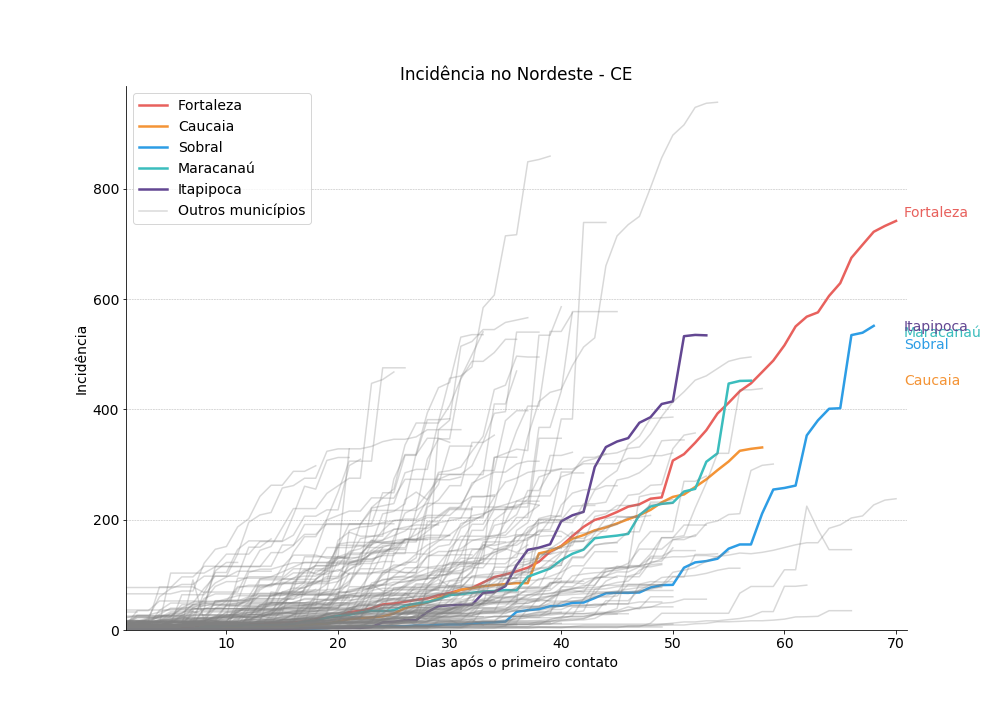 Incidência no Nordeste - CE
Fortaleza
Caucaia
Sobral
Maracanaú
Itapipoca
Outros municípios
Incidência
800
600
400
200
0
Fortaleza
Itapipoca
Maracanaú
Sobral
Caucaia
10 20 30 40 50 60 70
Dias após o primeiro contato